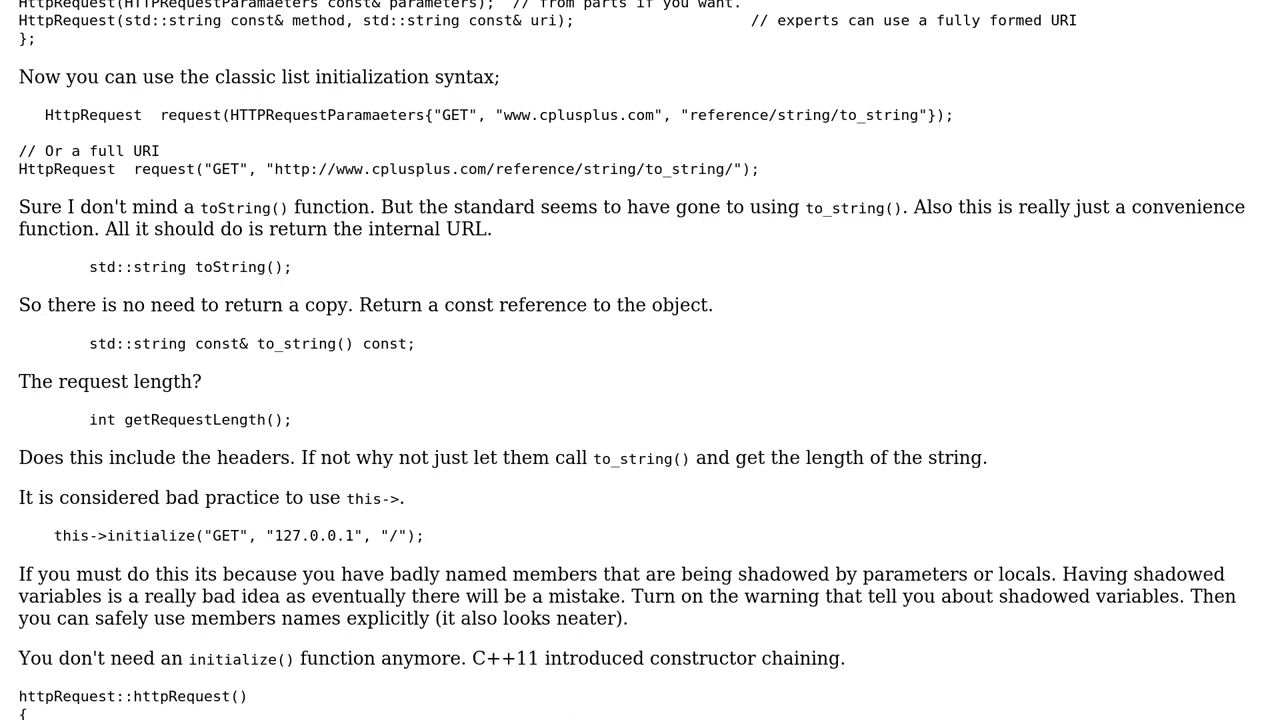 HttpRequest(HTTPRequestParamaeters const& parameters);  // from parts if you want.
HttpRequest(std::string const& method, std::string const& uri);                    // experts can use a fully formed URI
};
Now you can use the classic list initialization syntax;
HttpRequest  request(HTTPRequestParamaeters{"GET", "www.cplusplus.com", "reference/string/to_string"});
// Or a full URI
HttpRequest  request("GET", "http://www.cplusplus.com/reference/string/to_string/");
Sure I don't mind a toString() function. But the standard seems to have gone to using to_string(). Also this is really just a convenience
function. All it should do is return the internal URL.
std::string toString();
So there is no need to return a copy. Return a const reference to the object.
std::string const& to_string() const;
The request length?
int getRequestLength();
Does this include the headers. If not why not just let them call to_string() and get the length of the string.
It is considered bad practice to use this->.
this->initialize("GET", "127.0.0.1", "/");
If you must do this its because you have badly named members that are being shadowed by parameters or locals. Having shadowed
variables is a really bad idea as eventually there will be a mistake. Turn on the warning that tell you about shadowed variables. Then
you can safely use members names explicitly (it also looks neater).
You don't need an initialize() function anymore. C++11 introduced constructor chaining.
httpRequest::httpRequest()
{